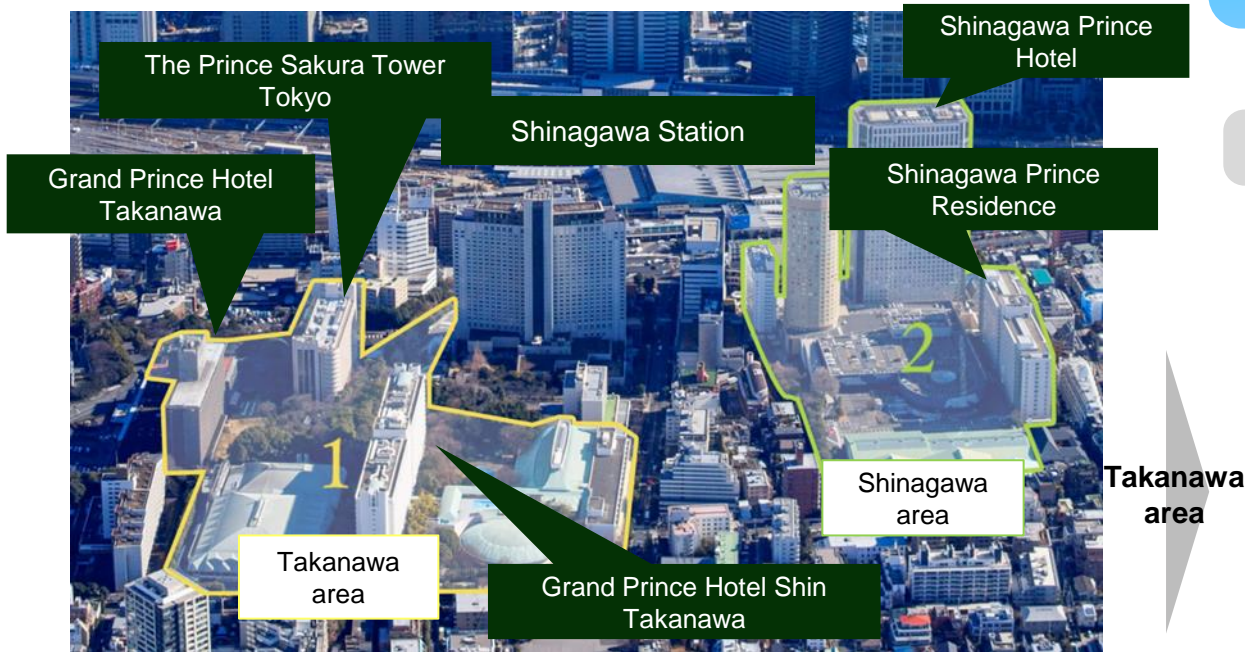 Shinagawa Prince
Hotel
The Prince Sakura Tower
Tokyo
Shinagawa Station
Grand Prince Hotel
Takanawa
Shinagawa Prince
Residence
2
1
Shinagawa
area
Takanawa
area
Takanawa
area
Grand Prince Hotel Shin
Takanawa